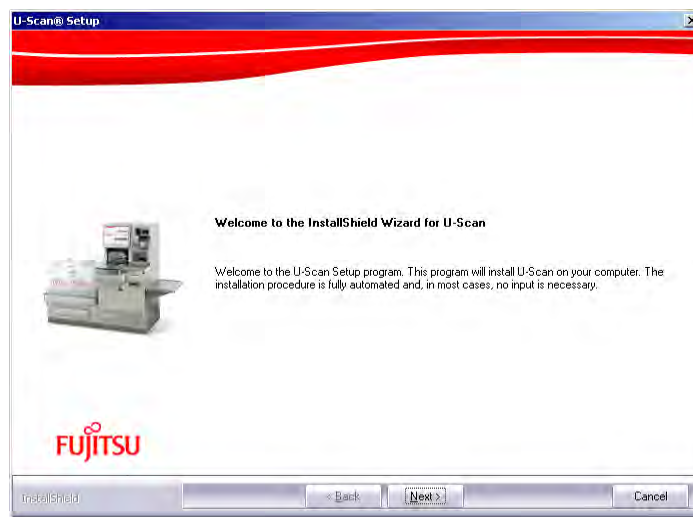 U-Scan® Setup
Welcome to the InstallShield Wizard for U-Scan
Welcome to the U-Scan Setup program. This program will install U-Scan on your computer. The
installation procedure is fully automated and, in most cases, no input is necessary.
FUJITSU
InstallShield
< Back
Next >
Cancel